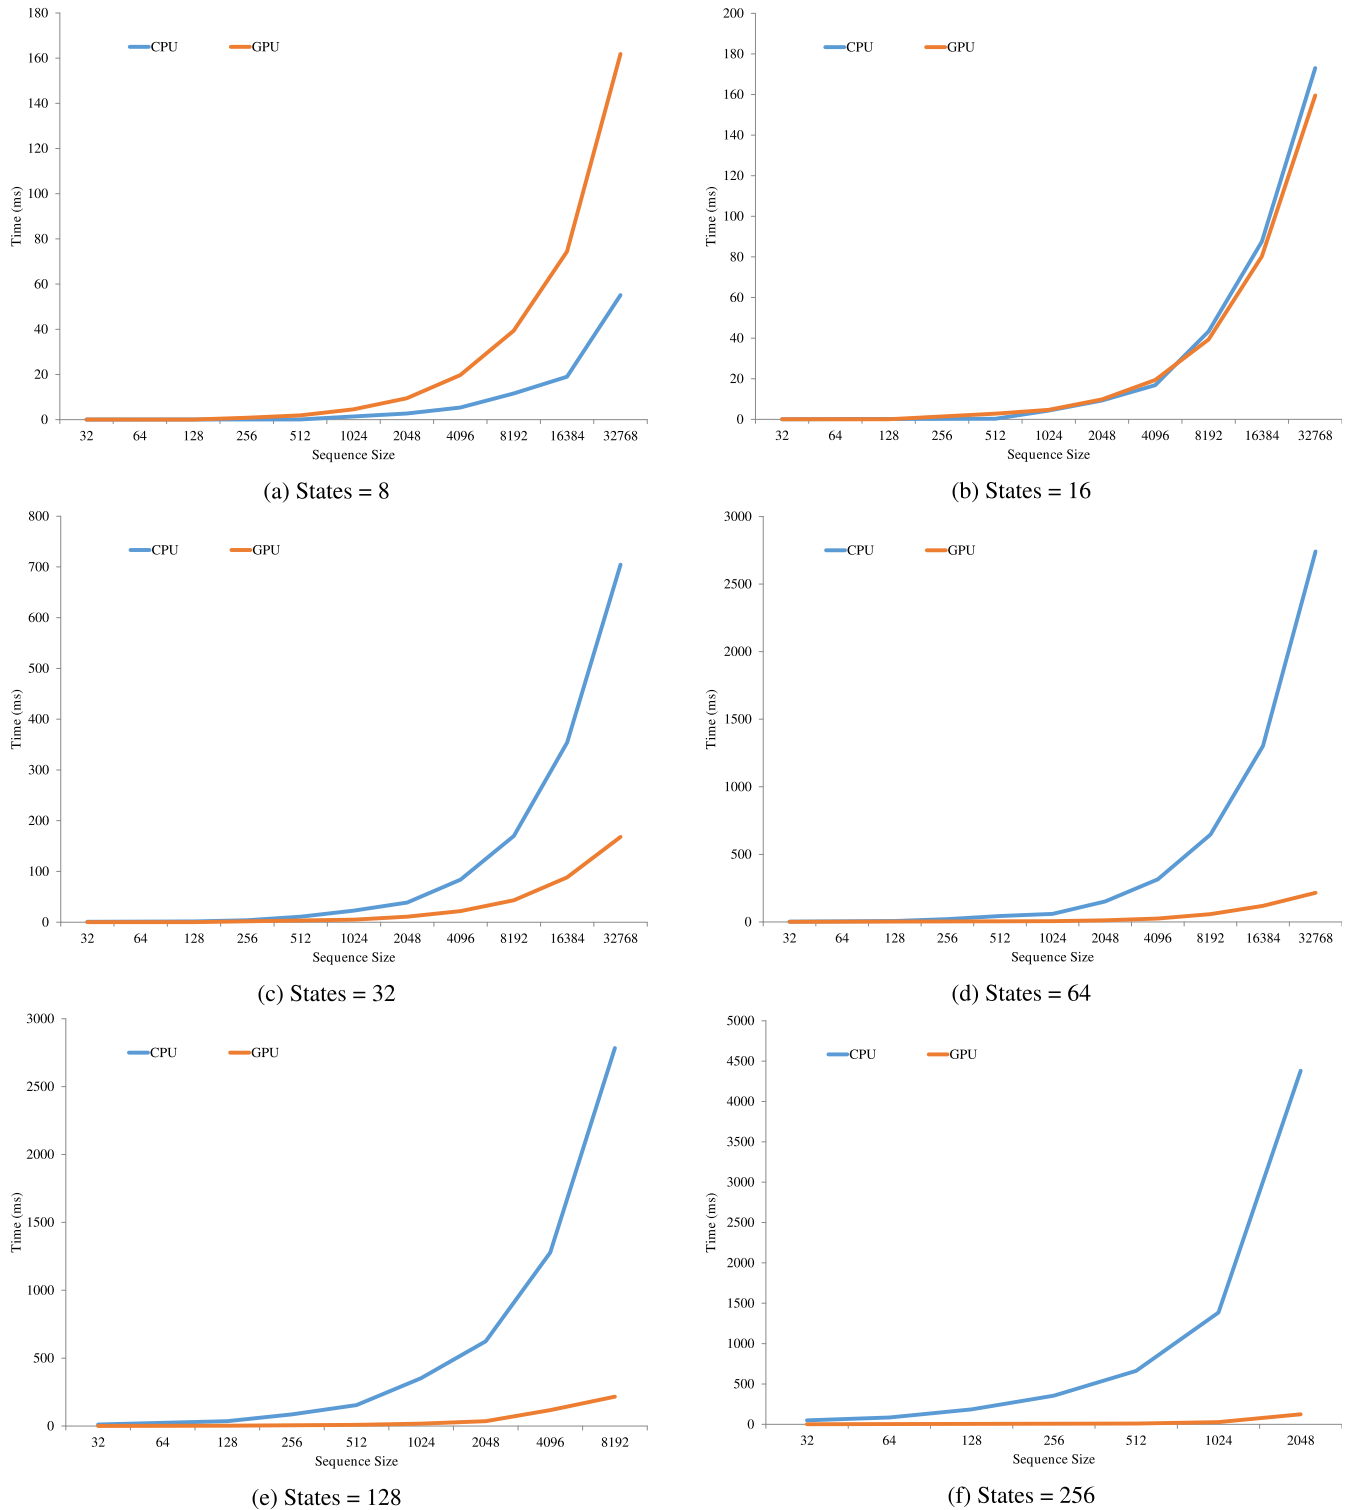 180
160
140
120
100
80
60
40
20
0
Time (ms)
CPU GPU
32 64 128 256 512 1024 2048 4096 8192 16384 32768
Sequence Size
(a) States = 8
200
180
160
140
120
100
80
60
40
20
0
Time (ms)
CPU GPU
32 64 128 256 512 1024 2048 4096 8192 16384 32768
Sequence Size
(b) States = 16
800
700
600
500
400
300
200
100
0
Time (ms)
CPU GPU
32 64 128 256 512 1024 2048 4096 8192 16384 32768
Sequence Size
(c) States = 32
3000
2500
2000
1500
1000
500
0
Time (ms)
CPU GPU
32 64 128 256 512 1024 2048 4096 8192 16384 32768
Sequence Size
(d) States = 64
3000
2500
2000
1500
1000
500
0
Time (ms)
CPU GPU
32 64 128 256 512 1024 2048 4096 8192
Sequence Size
(e) States = 128
5000
4500
4000
3500
3000
2500
2000
1500
1000
500
0
Time (ms)
CPU GPU
32 64 128 256 512 1024 2048
Sequence Size
(f) States = 256